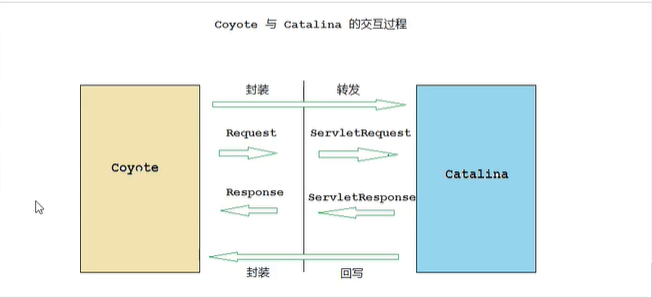 Coyote 与 Catalina 的交互过程
封装 转发
Request ServletRequest
Coyote
Catalina
Response ServletResponse
封装 回写